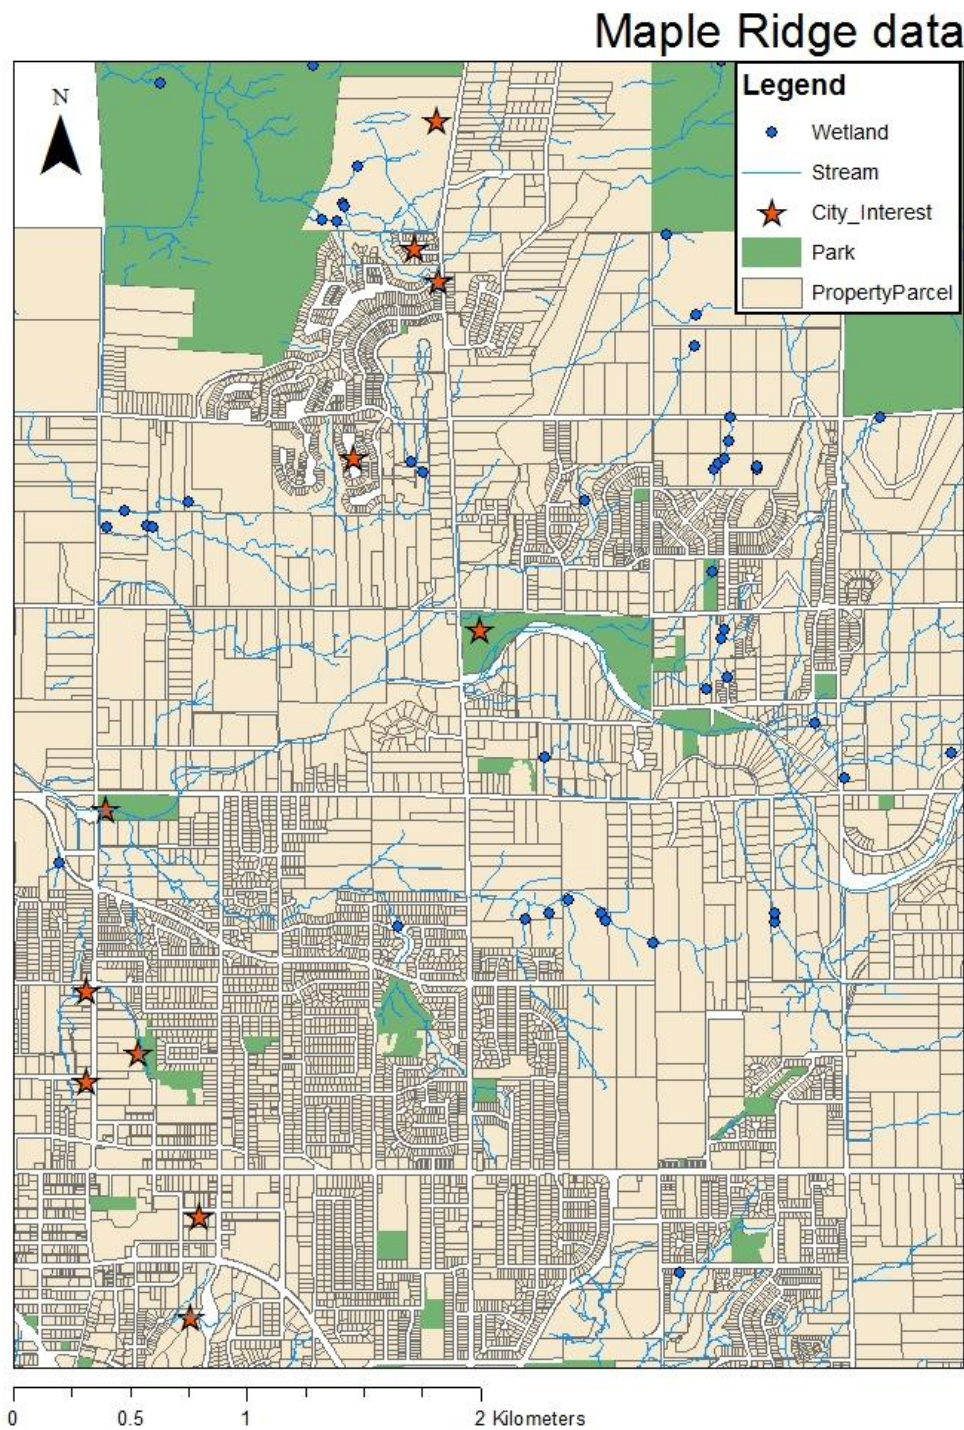 Maple Ridge data
N
Legend
Wetland
Stream
City_Interest
Park
PropertyParcel
0 0.5 1 2 Kilometers